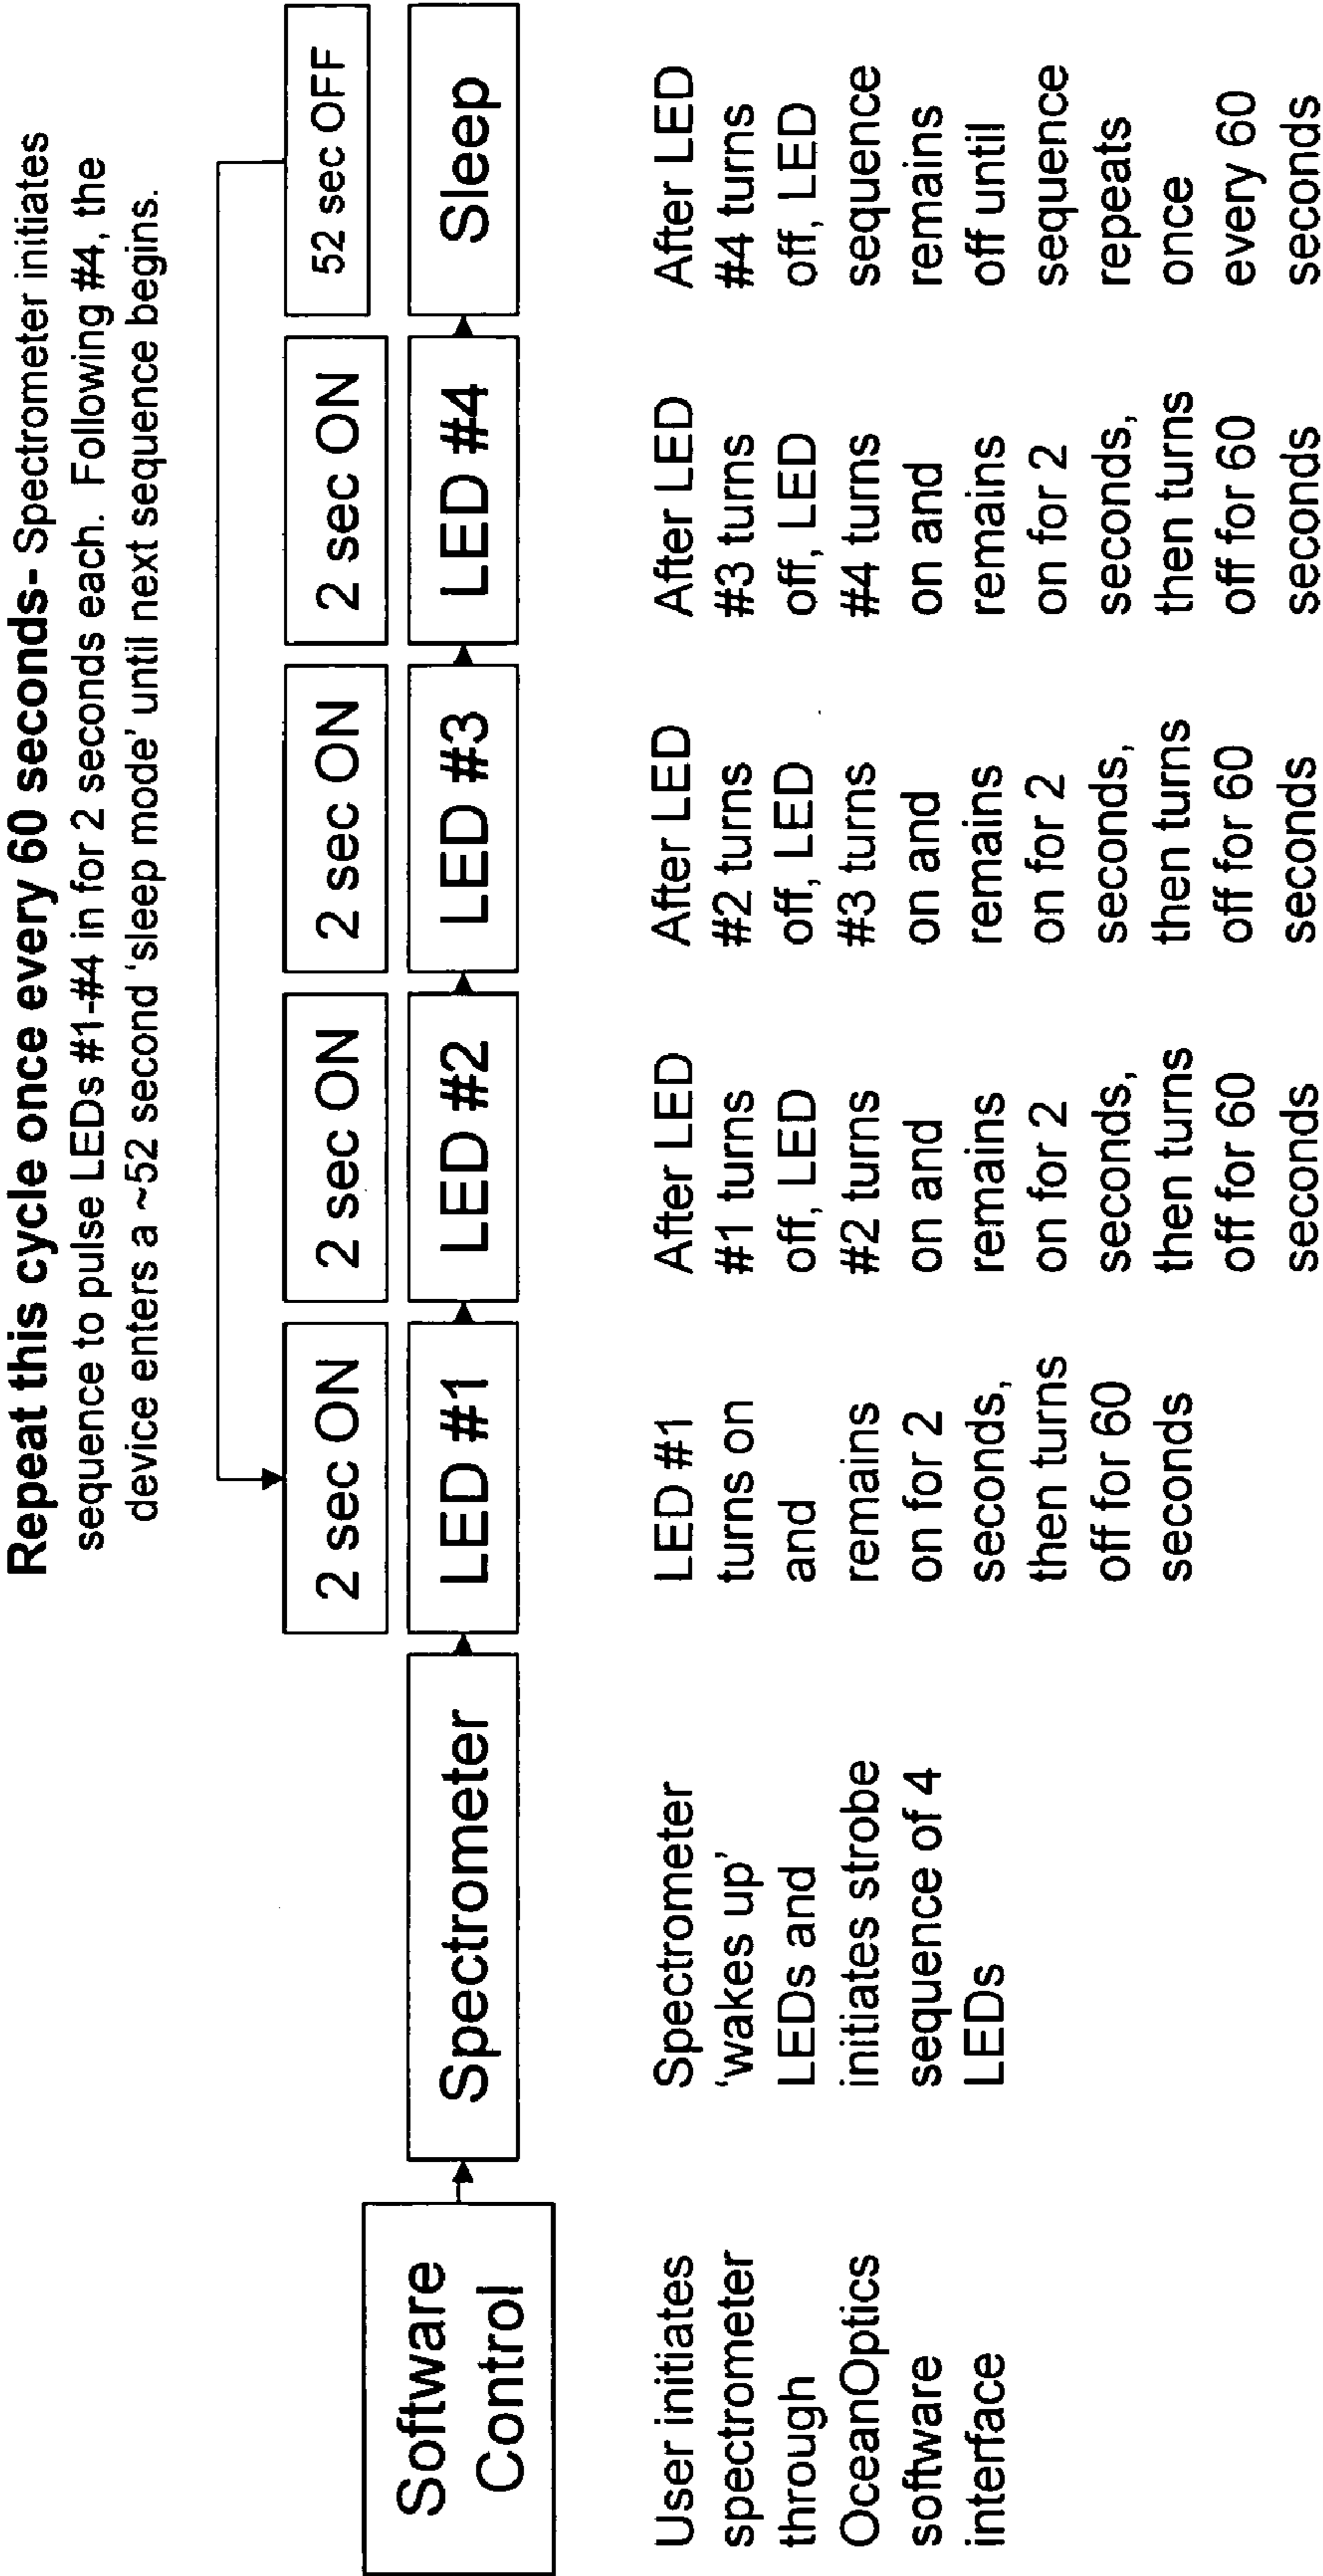 Repeat this cycle once every 60 seconds- Spectrometer initiates
sequence to pulse LEDs #1-#4 in for 2 seconds each. Following #4, the
device enters a ~52 second 'sleep mode' until next sequence begins.
2 sec ON
2 sec ON
2 sec ON
2 sec ON
52 sec OFF
Software
Control
Spectrometer
LED #1
LED #2
LED #3
LED #4
Sleep
User initiates
spectrometer
through
OceanOptics
software
interface
Spectrometer
'wakes up'
LEDs and
initiates strobe
sequence of 4
LEDs
LED #1
turns on
and
remains
on for 2
seconds,
then turns
off for 60
seconds
After LED
#1 turns
off, LED
#2 turns
on and
remains
on for 2
seconds,
then turns
off for 60
seconds
After LED
#2 turns
off, LED
#3 turns
on and
remains
on for 2
seconds,
then turns
off for 60
seconds
After LED
#3 turns
off, LED
#4 turns
on and
remains
on for 2
seconds,
then turns
off for 60
seconds
After LED
#4 turns
off, LED
sequence
remains
off until
sequence
repeats
once
every 60
seconds